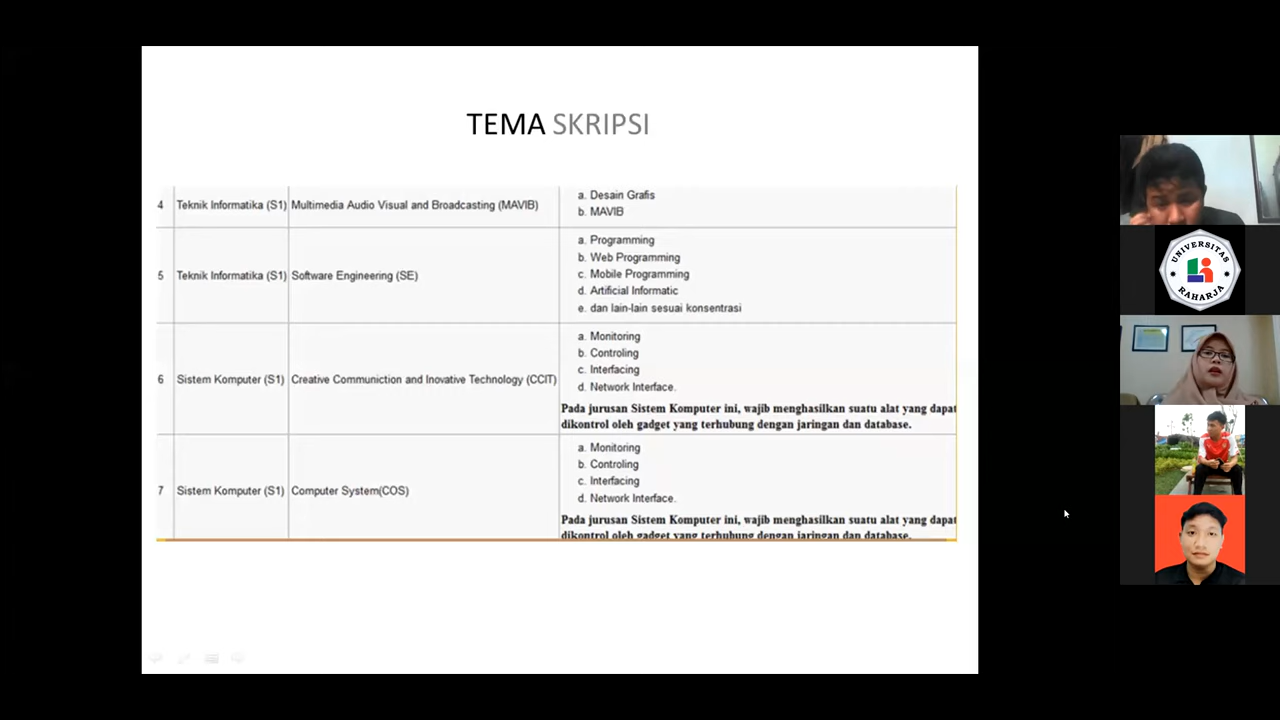 TEMA SKRIPSI
4 Teknik Informatika (S1) Multimedia Audio Visual and Broadcasting (MAVIB)
a. Desain Grafis
b. MAVIB
5 Teknik Informatika (S1) Software Engineering (SE)
a. Programming
b. Web Programming
c. Mobile Programming
d. Artificial Informatic
e. dan lain-lain sesuai konsentrasi
6 Sistem Komputer (S1) Creative Communiction and Inovative Technology (CCIT)
a. Monitoring
b. Controling
c. Interfacing
d. Network Interface.
Pada jurusan Sistem Komputer ini, wajib menghasilkan suatu alat yang dapat
dikontrol oleh gadget yang terhubung dengan jaringan dan database.
7 Sistem Komputer (S1) Computer System(COS)
a. Monitoring
b. Controling
c. Interfacing
d. Network Interface.
Pada jurusan Sistem Komputer ini, wajib menghasilkan suatu alat yang dapat
dikontrol oleh gadget yang terhubung dengan jaringan dan database.
UNIVERSITAS
RAHARJA